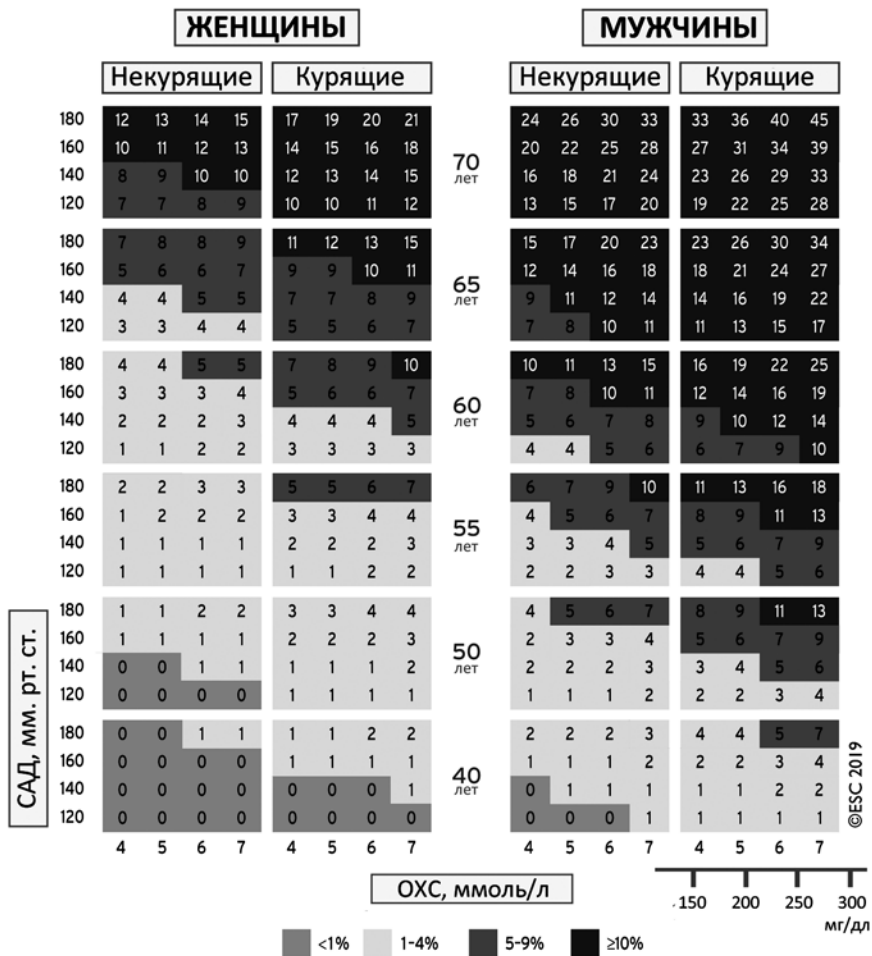 ЖЕНЩИНЫ МУЖЧИНЫ
Некурящие Курящие Некурящие Курящие
180 12 13 14 15 17 19 20 21 24 26 30 33 33 36 40 45
160 10 11 12 13 14 15 16 18 20 22 25 28 27 31 34 39
70 лет
140 8 9 10 10 12 13 14 15 16 18 21 24 23 26 29 33
120 7 7 8 9 10 10 11 12 13 15 17 20 19 22 25 28
180 7 8 8 9 11 12 13 15 15 17 20 23 23 26 30 34
160 5 6 6 7 9 9 10 11 12 14 16 18 18 21 24 27
65 лет
140 4 4 5 5 7 7 8 9 9 11 12 14 14 16 19 22
120 3 3 4 4 5 5 6 7 7 8 10 11 11 13 15 17
180 4 4 5 5 7 8 9 10 10 11 13 15 16 19 22 25
160 3 3 3 4 5 6 6 7 7 8 10 11 12 14 16 19
60 лет
140 2 2 2 3 4 4 4 5 5 6 7 8 9 10 12 14
120 1 1 2 2 3 3 3 3 4 4 5 6 6 7 9 10
180 2 2 3 3 5 5 6 7 6 7 9 10 11 13 16 18
160 1 2 2 2 3 3 4 4 4 5 6 7 8 9 11 13
55 лет
140 1 1 1 1 2 2 2 3 3 3 4 5 5 6 7 9
120 1 1 1 1 1 1 2 2 2 2 3 3 4 4 5 6
180 1 1 2 2 3 3 4 4 4 5 6 7 8 9 11 13
160 1 1 1 1 2 2 2 3 2 3 3 4 5 6 7 9
50 лет
140 0 0 1 1 1 1 1 2 2 2 2 3 3 4 5 6
120 0 0 0 0 1 1 1 1 1 1 1 2 2 2 3 4
180 0 0 1 1 1 1 2 2 2 2 2 3 4 4 5 7
160 0 0 0 0 1 1 1 1 1 1 1 2 2 2 3 4
40 лет
140 0 0 0 0 0 0 0 1 0 1 1 1 1 1 2 2
120 0 0 0 0 0 0 0 0 0 0 0 1 1 1 1 1
САД, мм. рт. ст.
©ESC 2019
4 5 6 7 4 5 6 7 4 5 6 7 4 5 6 7
ОХС, ммоль/л
150 200 250 300
мг/дл
<1% 1-4% 5-9% ≥10%